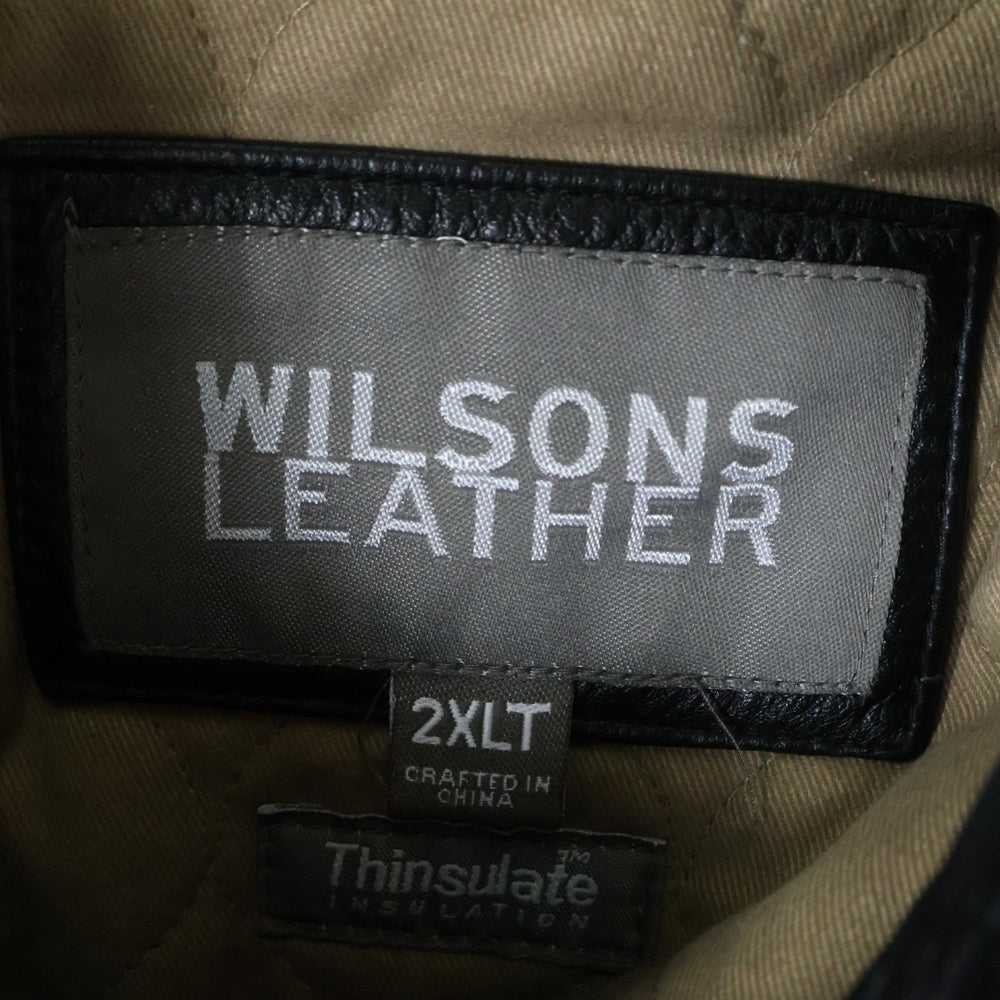 WILSONS
LEATHER
2XLT
CRAFTED IN
CHINA
Thinsulate™
INSULATION